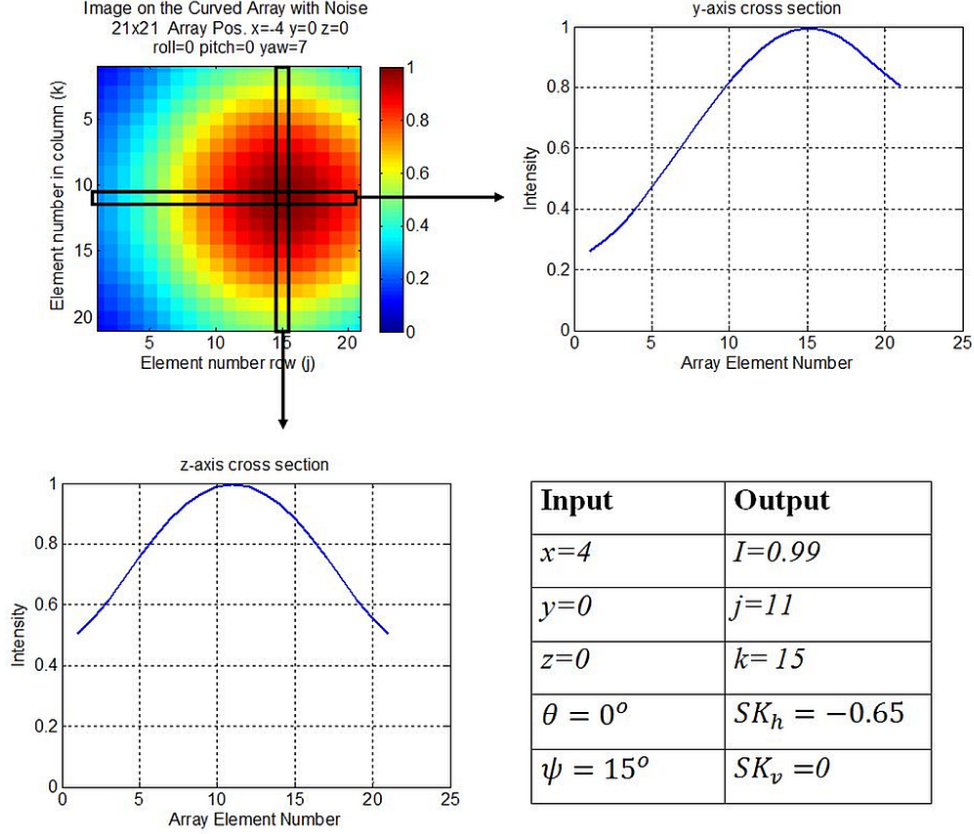 Image on the Curved Array with Noise
21x21 Array Pos. x=-4 y=0 z=0
roll=0 pitch=0 yaw=7
Element number in column (k)
5
10
15
20
5
10
15
20
Element number row (j)
1
0.8
0.6
0.4
0.2
0
y-axis cross section
Intensity
1
0.8
0.6
0.4
0.2
0
0
5
10
15
20
25
Array Element Number
z-axis cross section
Intensity
1
0.8
0.6
0.4
0.2
0
0
5
10
15
20
25
Array Element Number
Input Output
x=4 I=0.99
y=0 j=11
z=0 k= 15
θ = 0° SKₕ = −0.65
ψ = 15° SKᵥ =0